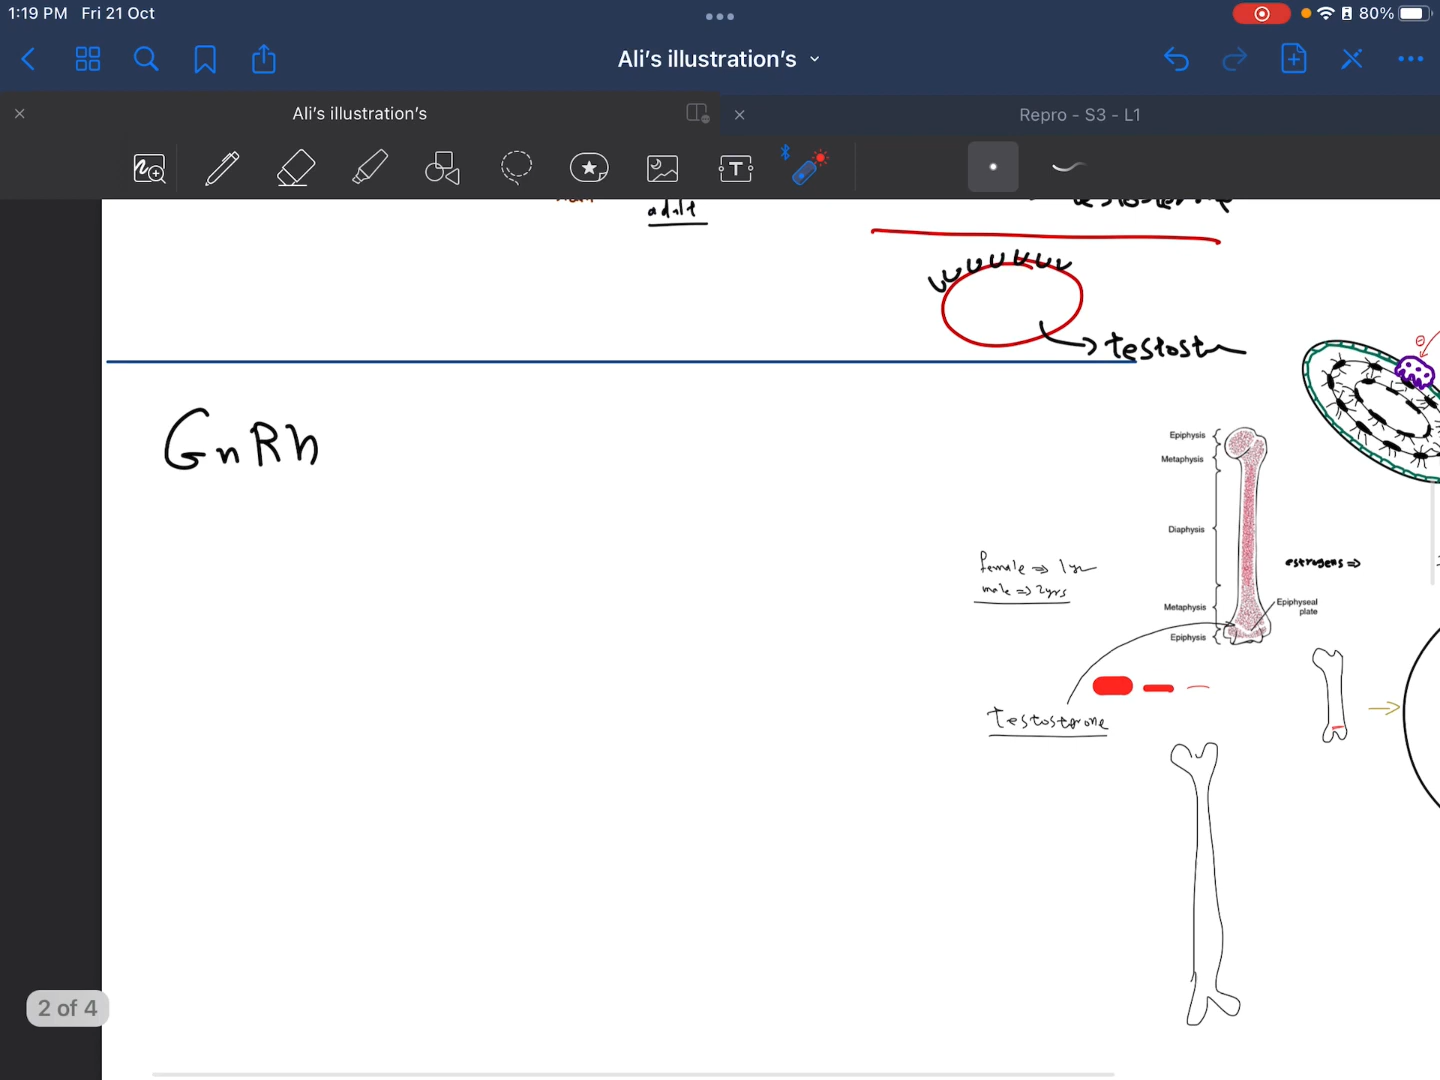 1:19 PM Fri 21 Oct
80%
Ali's illustration's
Ali's illustration's
Repro - S3 - L1
T
adult
testosterone
testost
GnRh
Epiphysis
Metaphysis
Diaphysis
Metaphysis
Epiphysis
Epiphyseal
plate
estrogens ⇒
female ⇒ 1yr
male ⇒ 2yrs
Testosterone
2 of 4